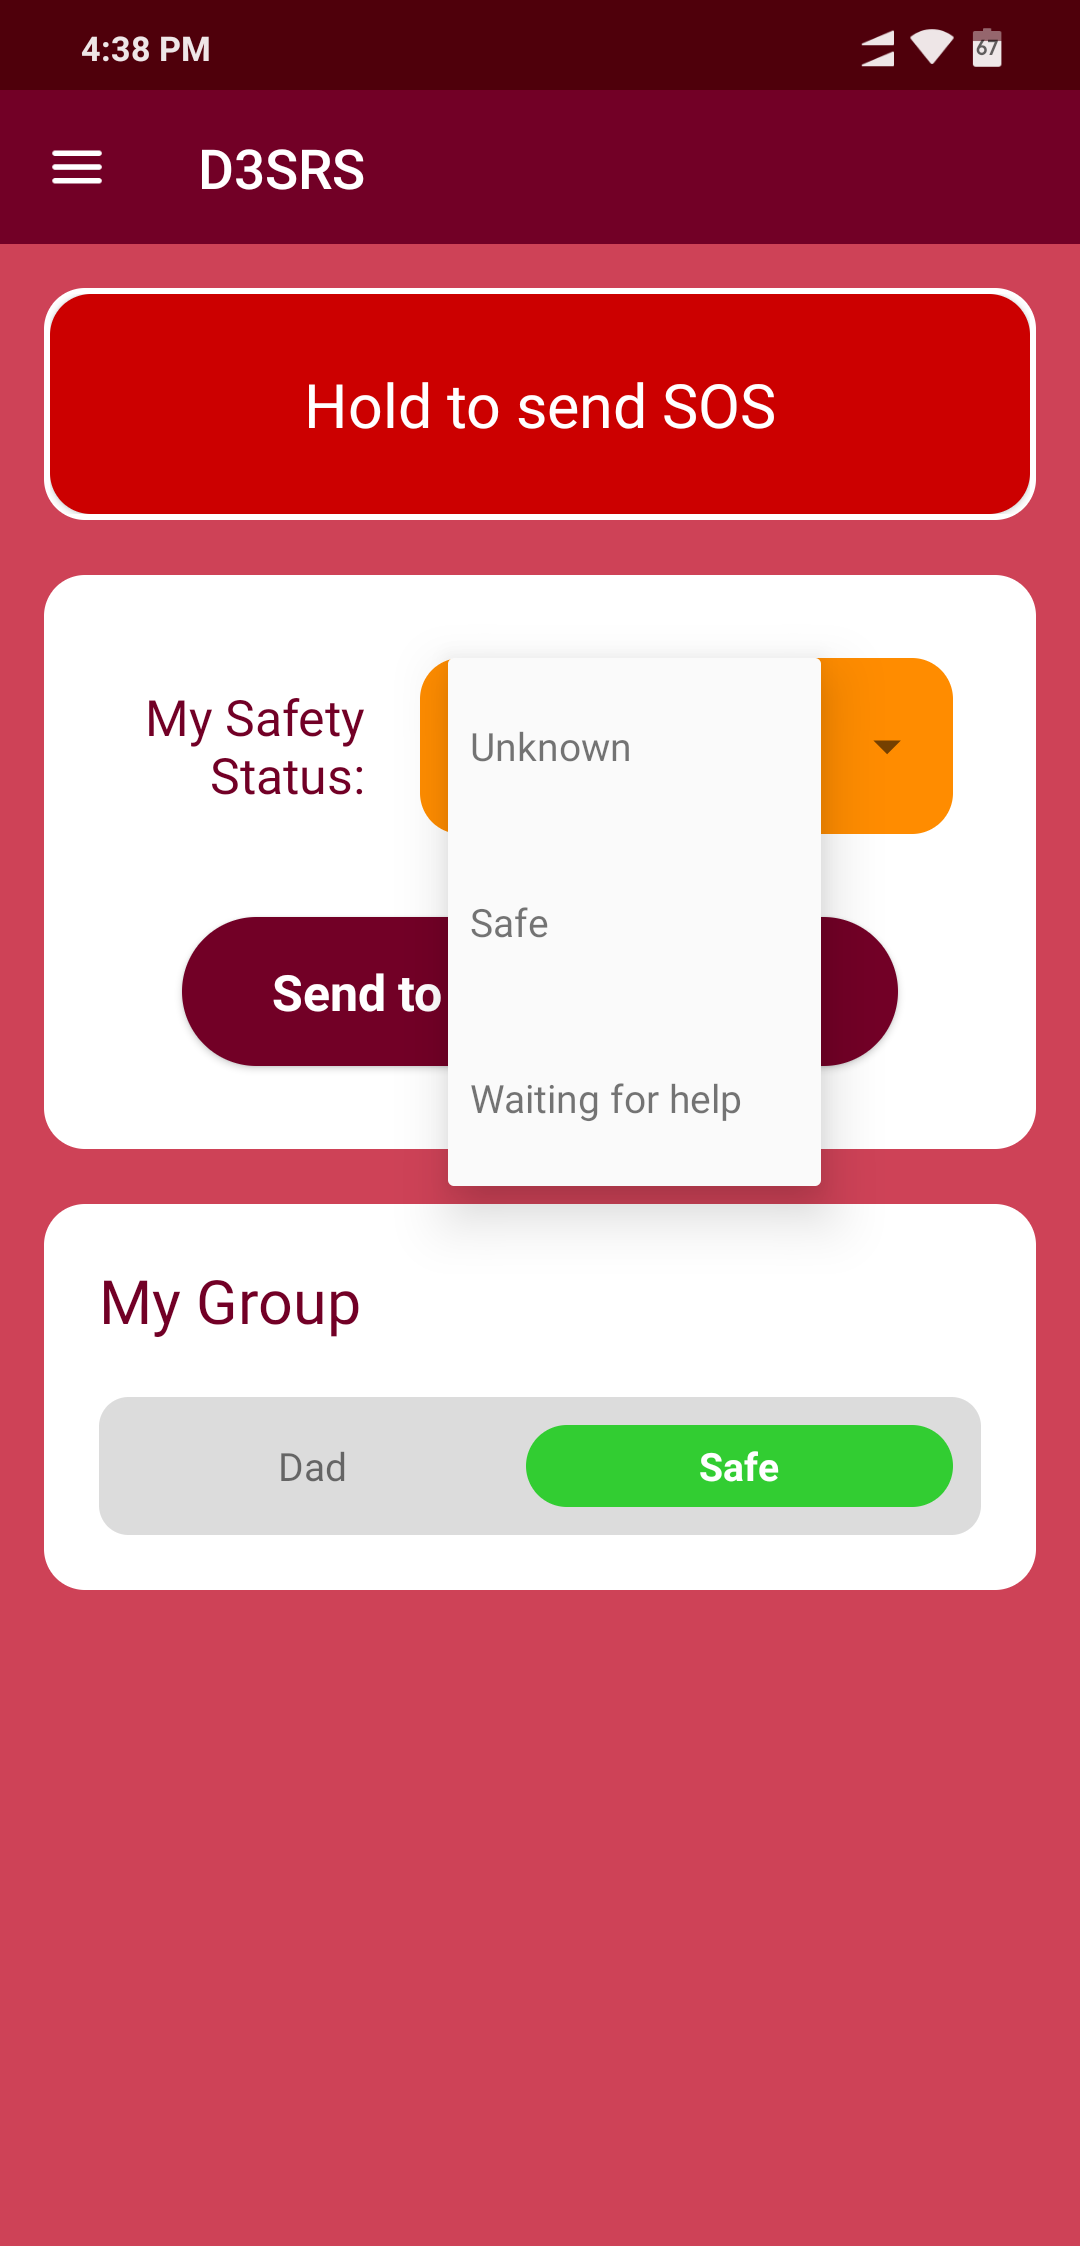 4:38 PM
67
D3SRS
Hold to send SOS
My Safety
Status:
Unknown
Safe
Send to
Waiting for help
My Group
Dad
Safe